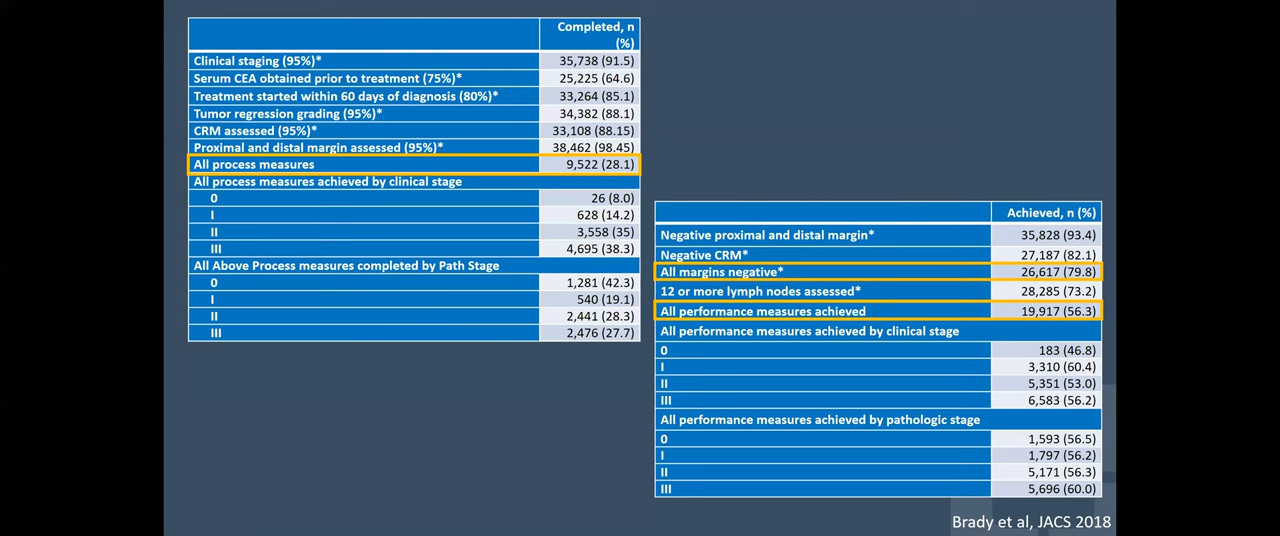 Completed, n
(%)
Clinical staging (95%)* 35,738 (91.5)
Serum CEA obtained prior to treatment (75%)* 25,225 (64.6)
Treatment started within 60 days of diagnosis (80%)* 33,264 (85.1)
Tumor regression grading (95%)* 34,382 (88.1)
CRM assessed (95%)* 33,108 (88.15)
Proximal and distal margin assessed (95%)* 38,462 (98.45)
All process measures 9,522 (28.1)
All process measures achieved by clinical stage
0 26 (8.0)
I 628 (14.2)
II 3,558 (35)
III 4,695 (38.3)
All Above Process measures completed by Path Stage
0 1,281 (42.3)
I 540 (19.1)
II 2,441 (28.3)
III 2,476 (27.7)
Achieved, n (%)
Negative proximal and distal margin* 35,828 (93.4)
Negative CRM* 27,187 (82.1)
All margins negative* 26,617 (79.8)
12 or more lymph nodes assessed* 28,285 (73.2)
All performance measures achieved 19,917 (56.3)
All performance measures achieved by clinical stage
0 183 (46.8)
I 3,310 (60.4)
II 5,351 (53.0)
III 6,583 (56.2)
All performance measures achieved by pathologic stage
0 1,593 (56.5)
I 1,797 (56.2)
II 5,171 (56.3)
III 5,696 (60.0)
Brady et al, JACS 2018